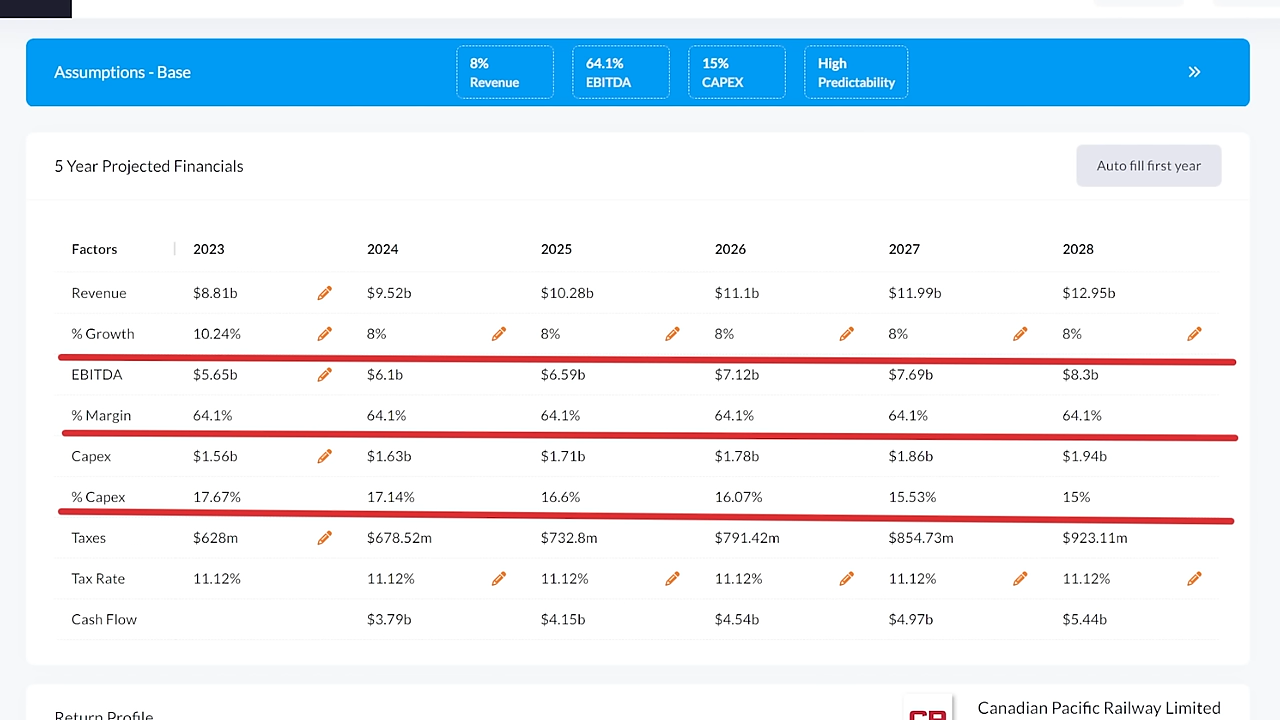 Assumptions - Base
8%
Revenue
64.1%
EBITDA
15%
CAPEX
High
Predictability
5 Year Projected Financials
Auto fill first year
Factors 2023 2024 2025 2026 2027 2028
Revenue $8.81b $9.52b $10.28b $11.1b $11.99b $12.95b
% Growth 10.24% 8% 8% 8% 8% 8%
EBITDA $5.65b $6.1b $6.59b $7.12b $7.69b $8.3b
% Margin 64.1% 64.1% 64.1% 64.1% 64.1% 64.1%
Capex $1.56b $1.63b $1.71b $1.78b $1.86b $1.94b
% Capex 17.67% 17.14% 16.6% 16.07% 15.53% 15%
Taxes $628m $678.52m $732.8m $791.42m $854.73m $923.11m
Tax Rate 11.12% 11.12% 11.12% 11.12% 11.12% 11.12%
Cash Flow $3.79b $4.15b $4.54b $4.97b $5.44b
Return Profile
CP
Canadian Pacific Railway Limited